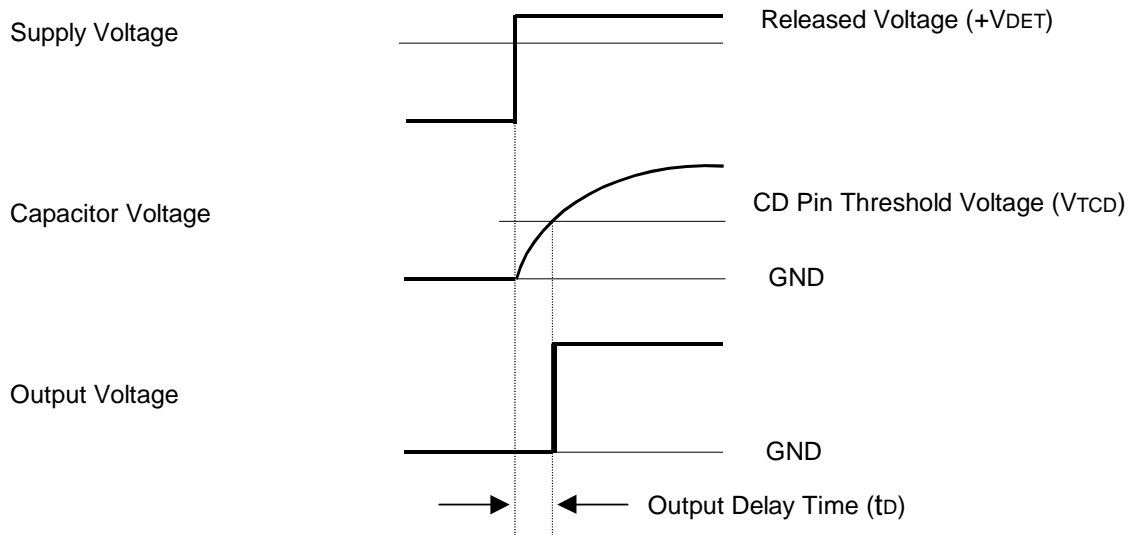 Supply Voltage
Released Voltage (+VDET)
Capacitor Voltage
CD Pin Threshold Voltage (VTCD)
GND
Output Voltage
GND
Output Delay Time (tD)